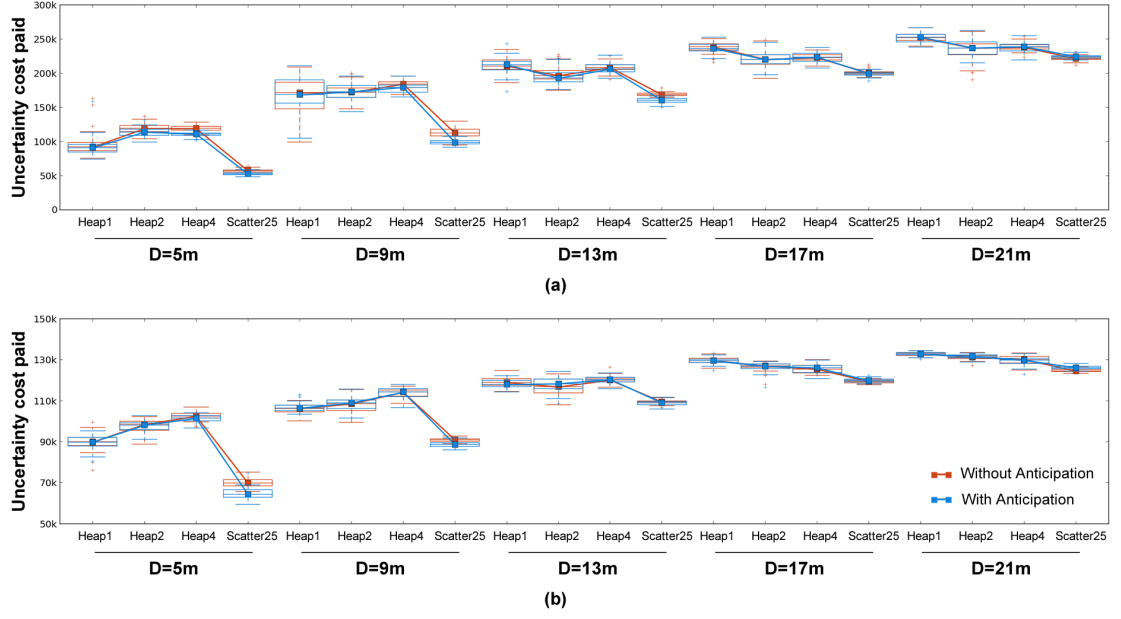 300k
250k
200k
150k
100k
50k
0
Uncertainty cost paid
Heap1 Heap2 Heap4 Scatter25 Heap1 Heap2 Heap4 Scatter25 Heap1 Heap2 Heap4 Scatter25 Heap1 Heap2 Heap4 Scatter25 Heap1 Heap2 Heap4 Scatter25
D=5m D=9m D=13m D=17m D=21m
(a)
150k
130k
110k
90k
70k
50k
Uncertainty cost paid
Without Anticipation
With Anticipation
Heap1 Heap2 Heap4 Scatter25 Heap1 Heap2 Heap4 Scatter25 Heap1 Heap2 Heap4 Scatter25 Heap1 Heap2 Heap4 Scatter25 Heap1 Heap2 Heap4 Scatter25
D=5m D=9m D=13m D=17m D=21m
(b)